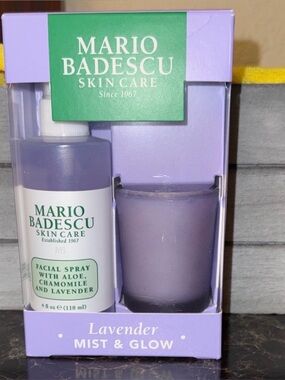 MARIO
BADESCU
SKIN CARE
Since 1967
MARIO
BADESCU
SKIN CARE
Established 1967
FACIAL SPRAY
WITH ALOE,
CHAMOMILE
AND LAVENDER
4 fl oz ℮ (118 ml)
Lavender
MIST & GLOW